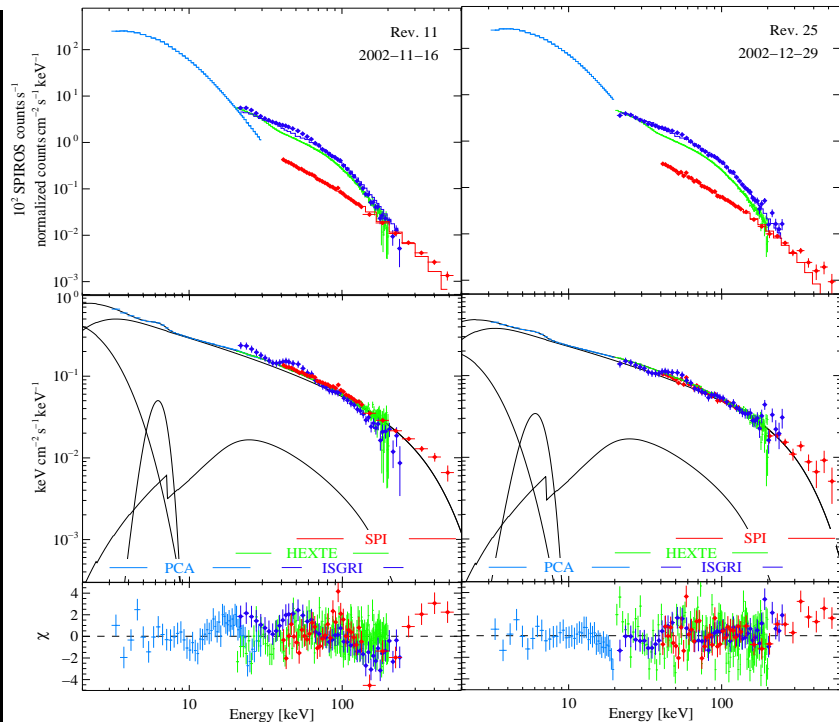 Rev. 11
2002−11−16
Rev. 25
2002−12−29
10² SPIROS counts s⁻¹
normalized counts cm⁻² s⁻¹ keV⁻¹
10²
10¹
10⁰
10⁻¹
10⁻²
10⁻³
keV cm⁻² s⁻¹ keV⁻¹
10⁰
10⁻¹
10⁻²
10⁻³
SPI
HEXTE
PCA
ISGRI
SPI
HEXTE
PCA
ISGRI
χ
4
2
0
−2
−4
10
100
10
100
Energy [keV]
Energy [keV]